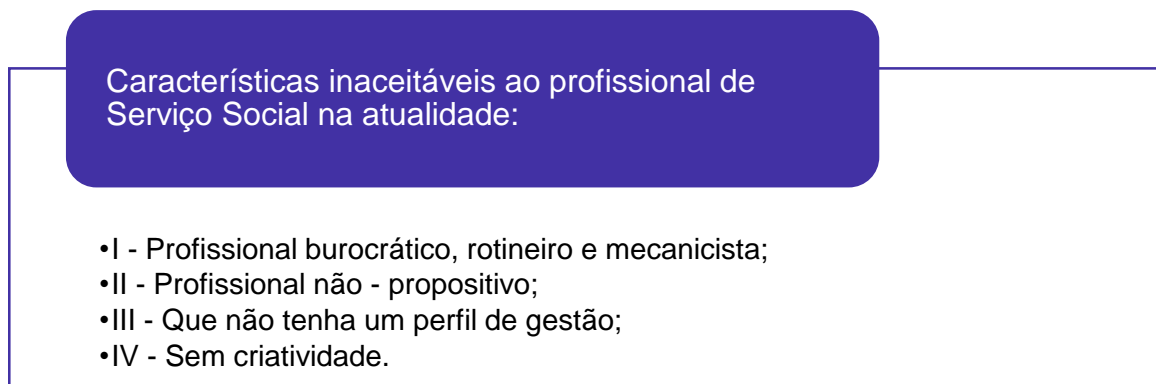 Características inaceitáveis ao profissional de
Serviço Social na atualidade:
•I - Profissional burocrático, rotineiro e mecanicista;
•II - Profissional não - propositivo;
•III - Que não tenha um perfil de gestão;
•IV - Sem criatividade.